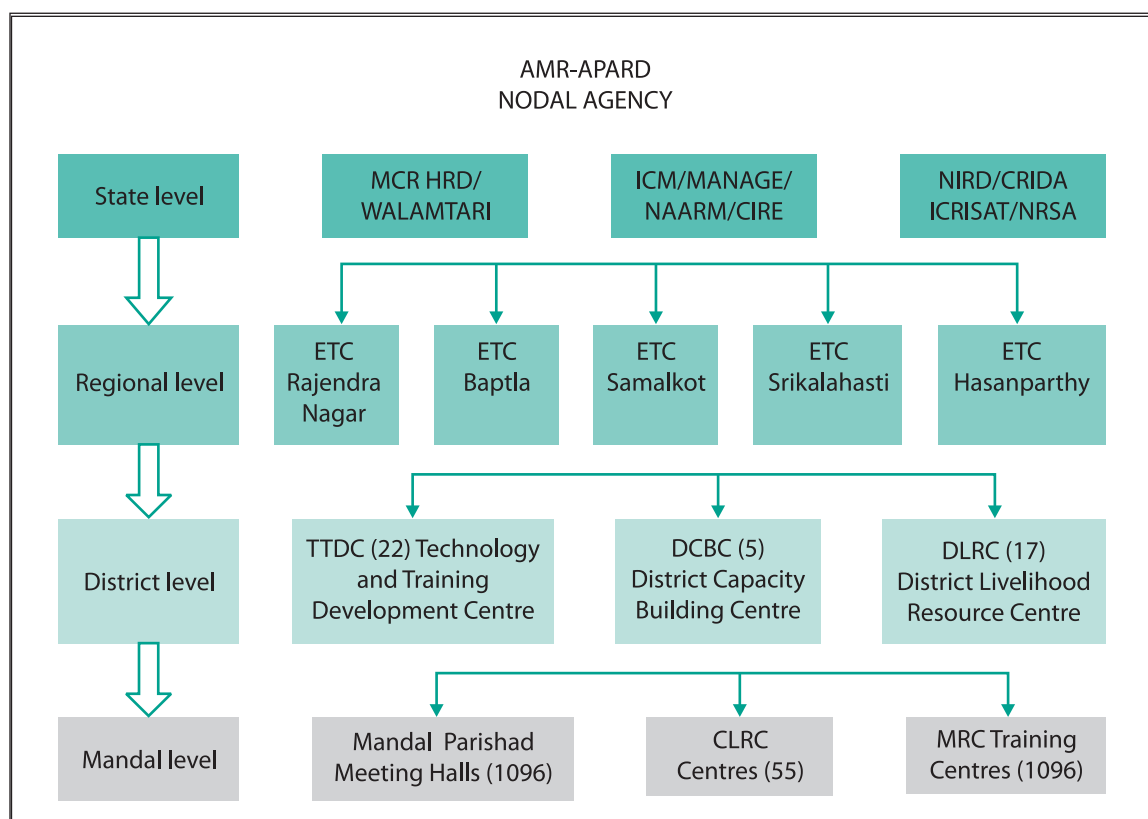 AMR-APARD
NODAL AGENCY
State level
MCR HRD/
WALAMTARI
ICM/MANAGE/
NAARM/CIRE
NIRD/CRIDA
ICRISAT/NRSA
Regional level
ETC
Rajendra
Nagar
ETC
Baptla
ETC
Samalkot
ETC
Srikalahasti
ETC
Hasanparthy
District level
TTDC (22) Technology
and Training
Development Centre
DCBC (5)
District Capacity
Building Centre
DLRC (17)
District Livelihood
Resource Centre
Mandal level
Mandal Parishad
Meeting Halls (1096)
CLRC
Centres (55)
MRC Training
Centres (1096)